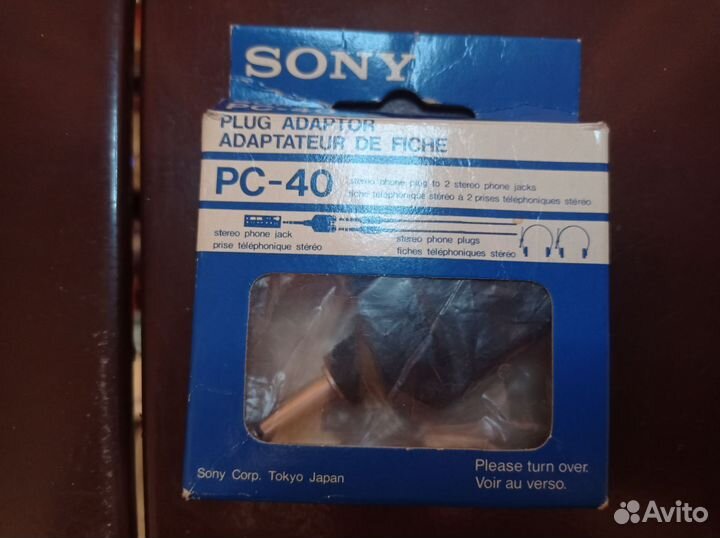 SONY
PC-40
PLUG ADAPTOR
ADAPTATEUR DE FICHE
PC-40
stereo phone plug to 2 stereo phone jacks
fiche téléphonique stéréo à 2 prises téléphoniques stéréo
stereo phone jack
prise téléphonique stéréo
stereo phone plugs
fiches téléphoniques stéréo
Sony Corp. Tokyo Japan
Please turn over.
Voir au verso.
Avito